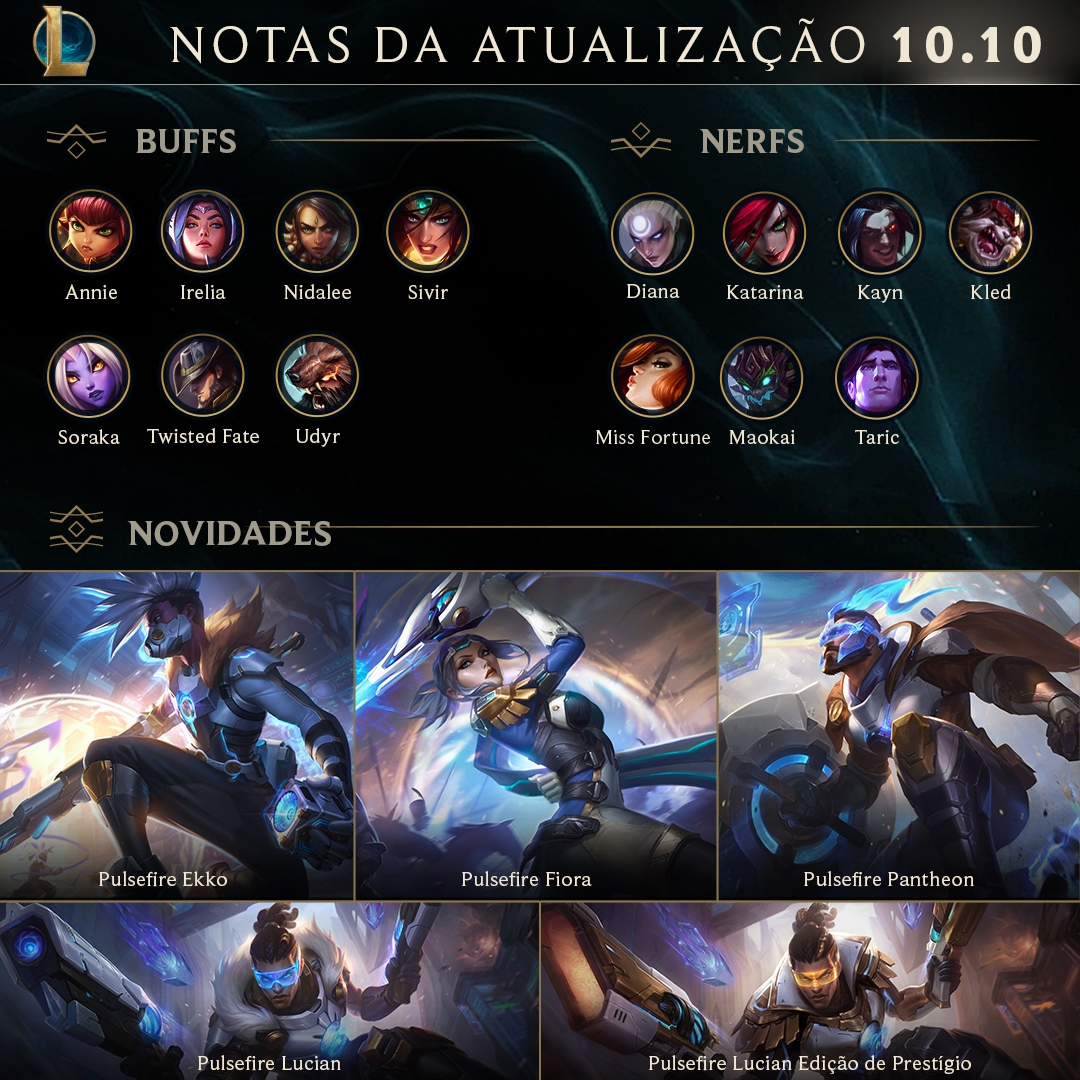 NOTAS DA ATUALIZAÇÃO 10.10
BUFFS
Annie
Irelia
Nidalee
Sivir
Soraka
Twisted Fate
Udyr
NERFS
Diana
Katarina
Kayn
Kled
Miss Fortune
Maokai
Taric
NOVIDADES
Pulsefire Ekko
Pulsefire Fiora
Pulsefire Pantheon
Pulsefire Lucian
Pulsefire Lucian Edição de Prestígio